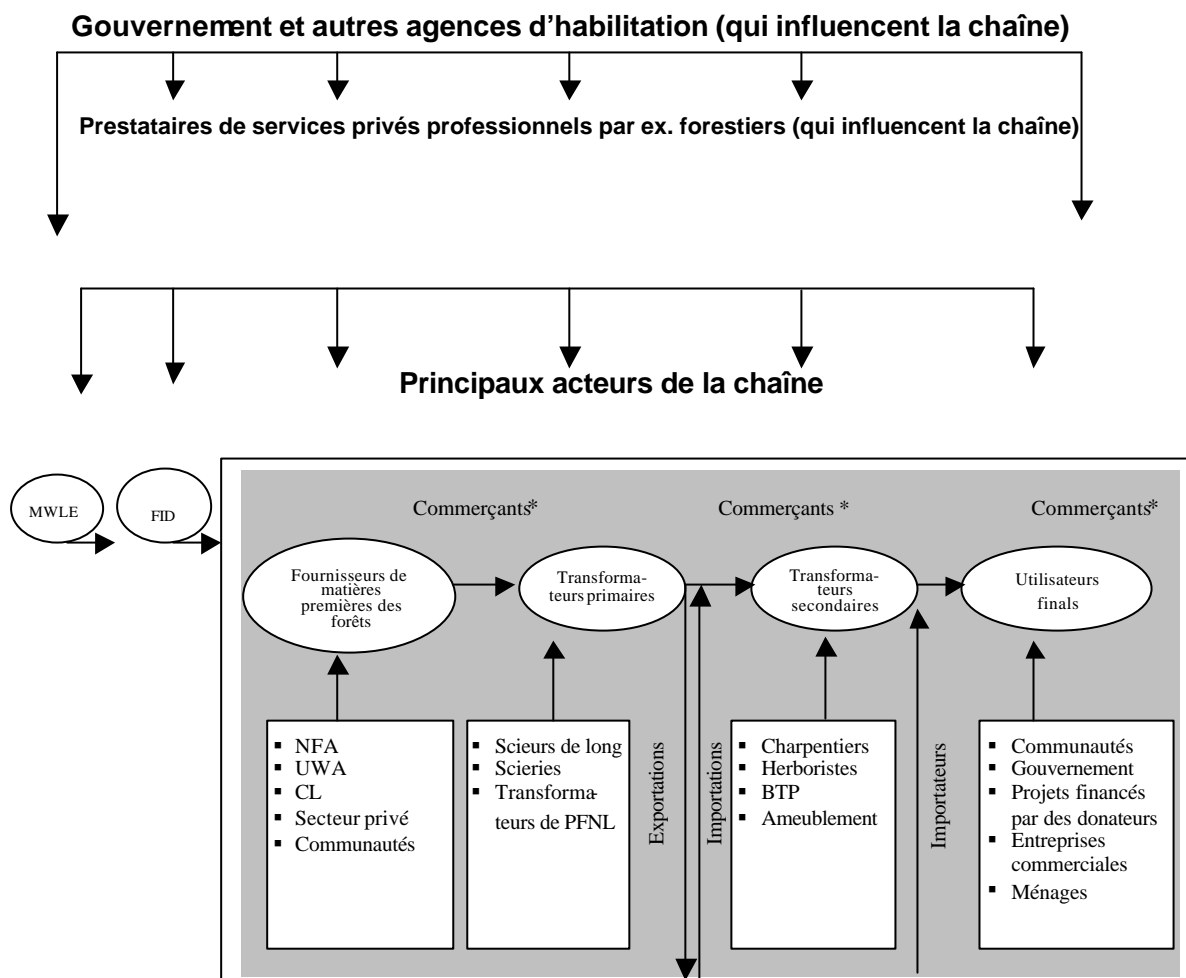 Gouvernement et autres agences d’habilitation (qui influencent la chaîne)
Prestataires de services privés professionnels par ex. forestiers (qui influencent la chaîne)
Principaux acteurs de la chaîne
MWLE
FID
Commerçants*
Commerçants *
Commerçants*
Fournisseurs de
matières
premières des
forêts
Transforma-
teurs primaires
Transforma-
teurs
secondaires
Utilisateurs
finals
▪ NFA
▪ UWA
▪ CL
▪ Secteur privé
▪ Communautés
▪ Scieurs de long
▪ Scieries
▪ Transforma-
teurs de PFNL
Exportations
Importations
▪ Charpentiers
▪ Herboristes
▪ BTP
▪ Ameublement
Importateurs
▪ Communautés
▪ Gouvernement
▪ Projets financés
par des donateurs
▪ Entreprises
commerciales
▪ Ménages